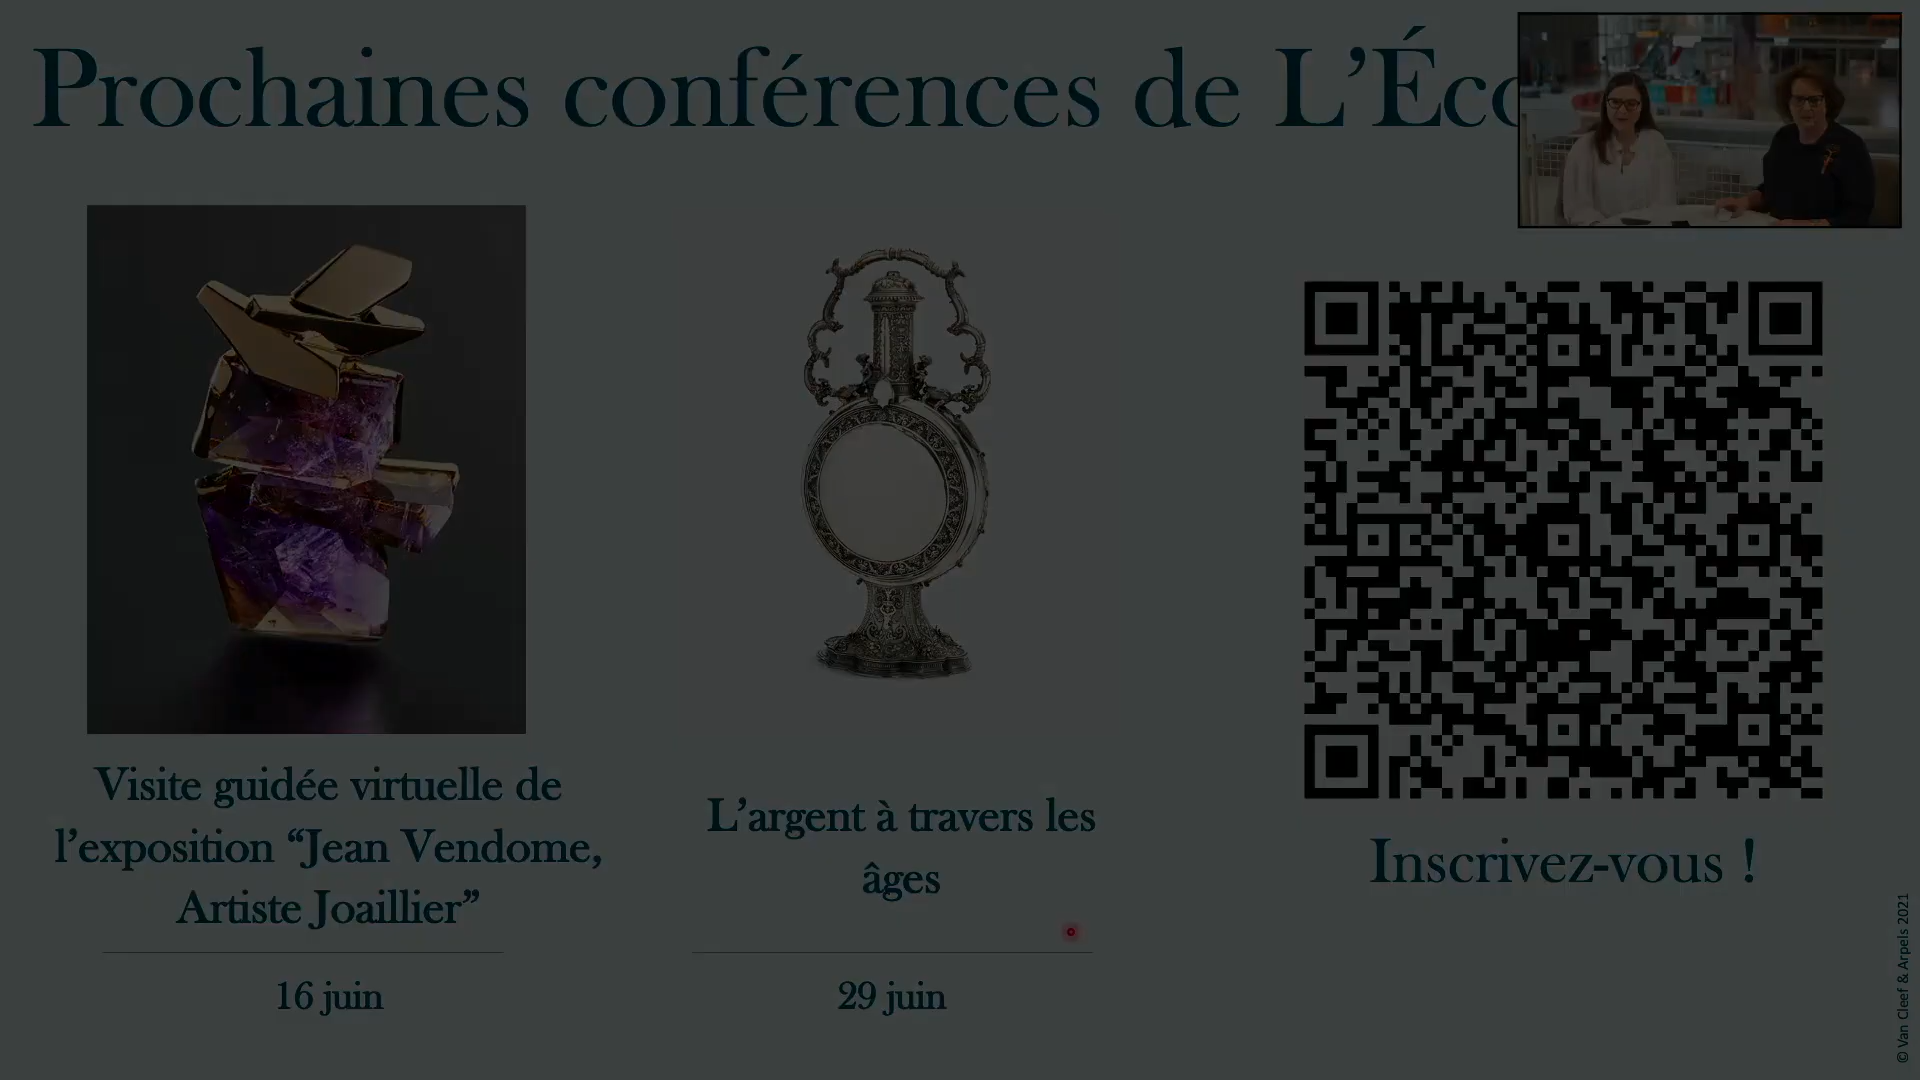 Prochaines conférences de L’Éco
Visite guidée virtuelle de
l’exposition “Jean Vendome,
Artiste Joaillier”
16 juin
L’argent à travers les
âges
29 juin
Inscrivez-vous !
© Van Cleef & Arpels 2021